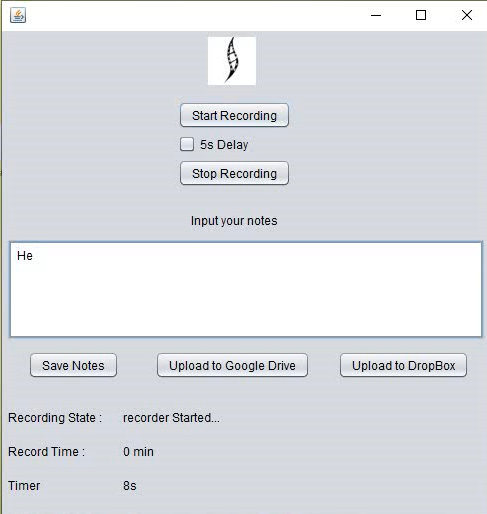 Start Recording
5s Delay
Stop Recording
Input your notes
He
Save Notes Upload to Google Drive Upload to DropBox
Recording State : recorder Started...
Record Time : 0 min
Timer 8s